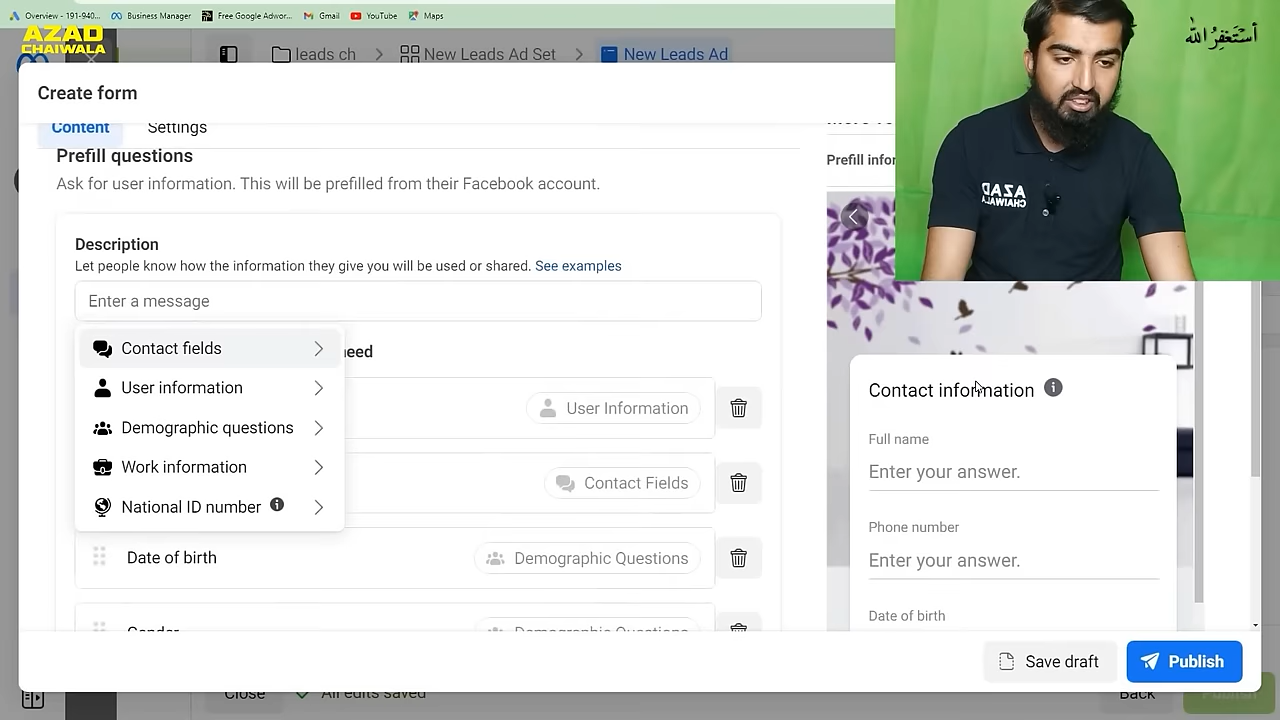 Overview - 191-940...
Business Manager
Free Google Adwor...
Gmail
YouTube
Maps
AZAD
CHAIWALA
أستغفر الله
leads ch
New Leads Ad Set
New Leads Ad
Create form
Content
Settings
Prefill questions
Ask for user information. This will be prefilled from their Facebook account.
Prefill infor
Description
Let people know how the information they give you will be used or shared. See examples
Enter a message
Contact fields
need
User information
User Information
Demographic questions
Work information
Contact Fields
National ID number
Date of birth
Demographic Questions
Gender
Demographic Questions
Contact information
Full name
Enter your answer.
Phone number
Enter your answer.
Date of birth
AZAD
CHAIWALA
Save draft
Publish
Close
All edits saved
Back
Publish